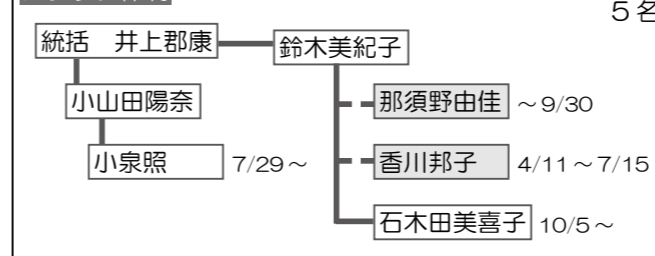 5名
統括　井上郡康
鈴木美紀子
小山田陽奈
那須野由佳 ～9/30
小泉照 7/29～
香川邦子 4/11～7/15
石木田美喜子 10/5～